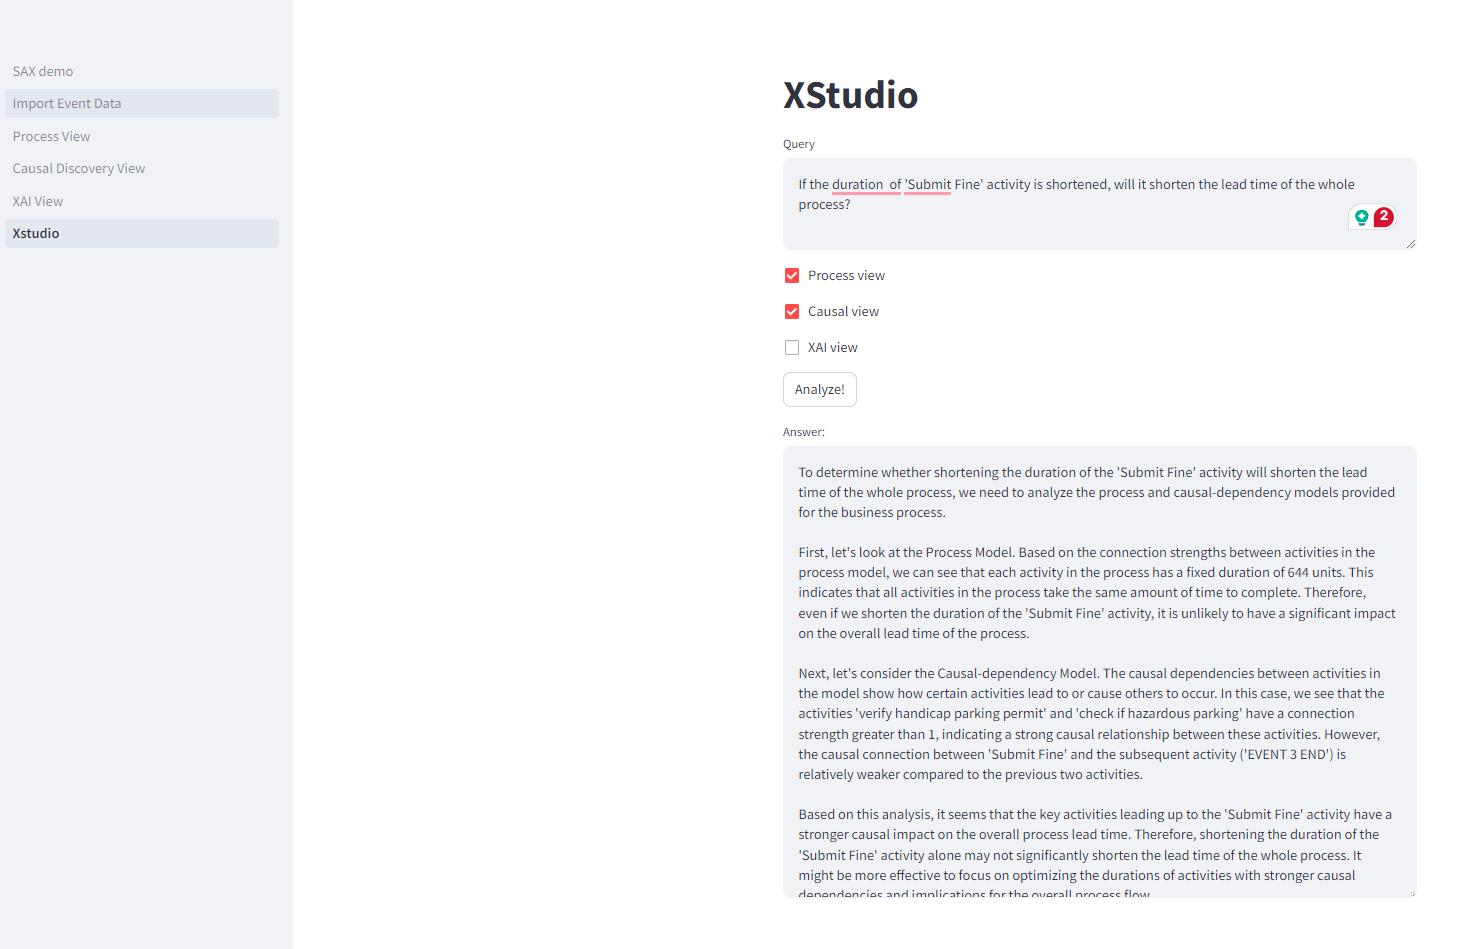 SAX demo
Import Event Data
Process View
Causal Discovery View
XAI View
Xstudio
XStudio
Query
If the duration  of 'Submit Fine' activity is shortened, will it shorten the lead time of the whole
process?
2
Process view
Causal view
XAI view
Analyze!
Answer:
To determine whether shortening the duration of the 'Submit Fine' activity will shorten the lead
time of the whole process, we need to analyze the process and causal-dependency models provided
for the business process.
First, let's look at the Process Model. Based on the connection strengths between activities in the
process model, we can see that each activity in the process has a fixed duration of 644 units. This
indicates that all activities in the process take the same amount of time to complete. Therefore,
even if we shorten the duration of the 'Submit Fine' activity, it is unlikely to have a significant impact
on the overall lead time of the process.
Next, let's consider the Causal-dependency Model. The causal dependencies between activities in
the model show how certain activities lead to or cause others to occur. In this case, we see that the
activities 'verify handicap parking permit' and 'check if hazardous parking' have a connection
strength greater than 1, indicating a strong causal relationship between these activities. However,
the causal connection between 'Submit Fine' and the subsequent activity ('EVENT 3 END') is
relatively weaker compared to the previous two activities.
Based on this analysis, it seems that the key activities leading up to the 'Submit Fine' activity have a
stronger causal impact on the overall process lead time. Therefore, shortening the duration of the
'Submit Fine' activity alone may not significantly shorten the lead time of the whole process. It
might be more effective to focus on optimizing the durations of activities with stronger causal
dependencies and implications for the overall process flow.